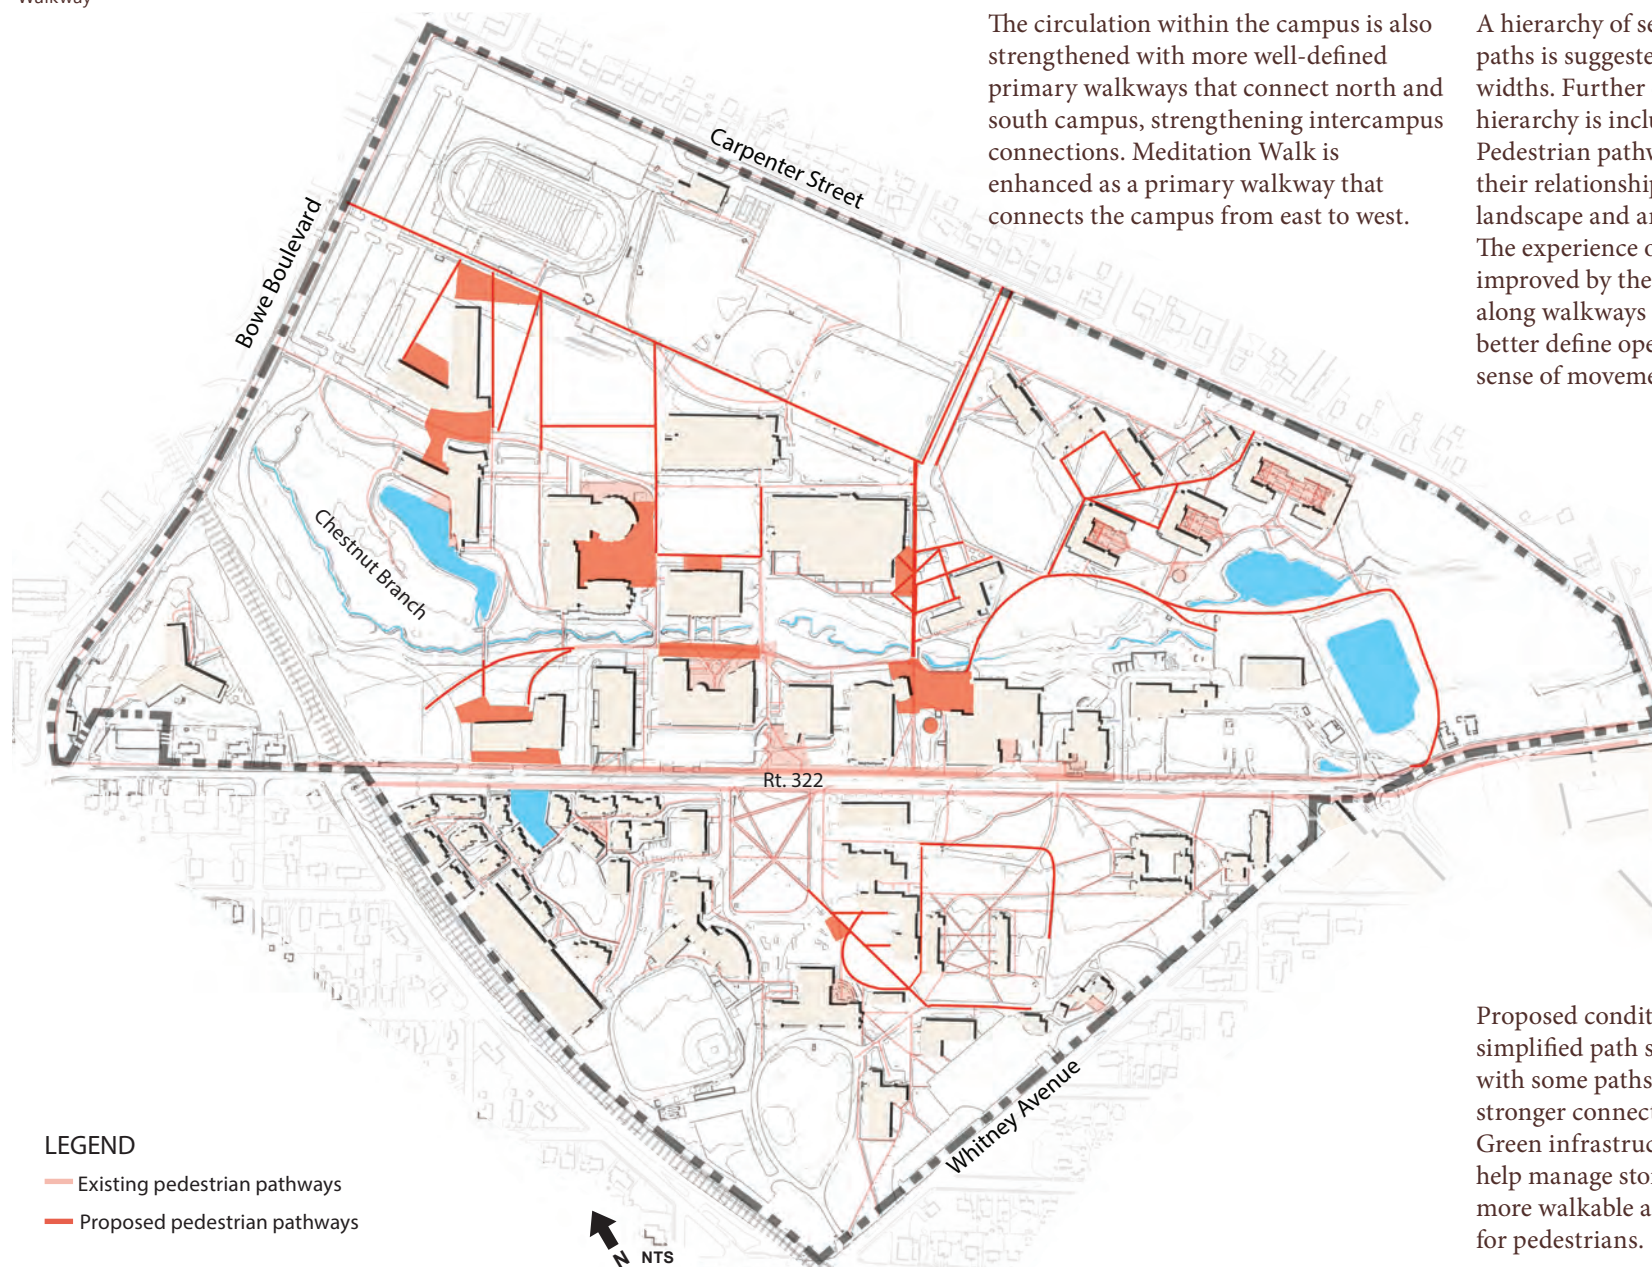 Walkway
The circulation within the campus is also
strengthened with more well-defined
primary walkways that connect north and
south campus, strengthening intercampus
connections. Meditation Walk is
enhanced as a primary walkway that
connects the campus from east to west.
A hierarchy of se
paths is suggeste
widths. Further
hierarchy is inclu
Pedestrian pathw
their relationship
landscape and ar
The experience o
improved by the
along walkways
better define ope
sense of moveme
Carpenter Street
Bowe Boulevard
Chestnut Branch
Rt. 322
Whitney Avenue
Proposed condit
simplified path s
with some paths
stronger connect
Green infrastruc
help manage stor
more walkable a
for pedestrians.
LEGEND
Existing pedestrian pathways
Proposed pedestrian pathways
N NTS